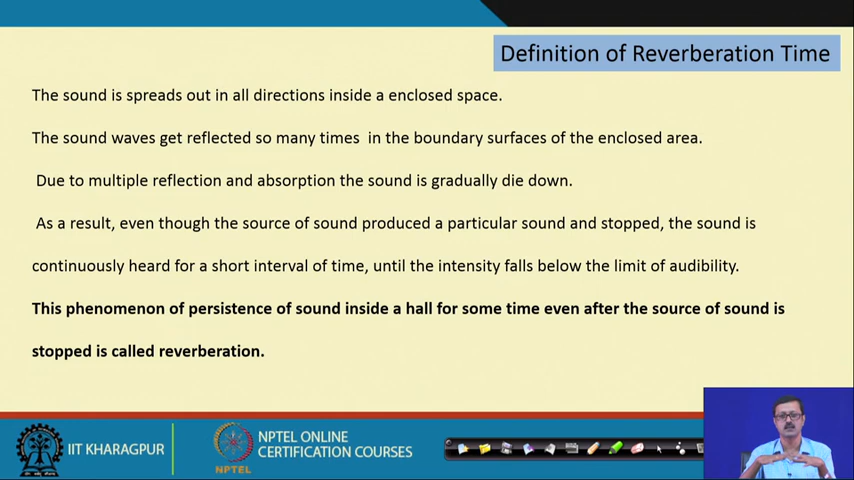 Definition of Reverberation Time
The sound is spreads out in all directions inside a enclosed space.
The sound waves get reflected so many times in the boundary surfaces of the enclosed area.
Due to multiple reflection and absorption the sound is gradually die down.
As a result, even though the source of sound produced a particular sound and stopped, the sound is
continuously heard for a short interval of time, until the intensity falls below the limit of audibility.
This phenomenon of persistence of sound inside a hall for some time even after the source of sound is
stopped is called reverberation.
IIT KHARAGPUR
NPTEL
NPTEL ONLINE
CERTIFICATION COURSES